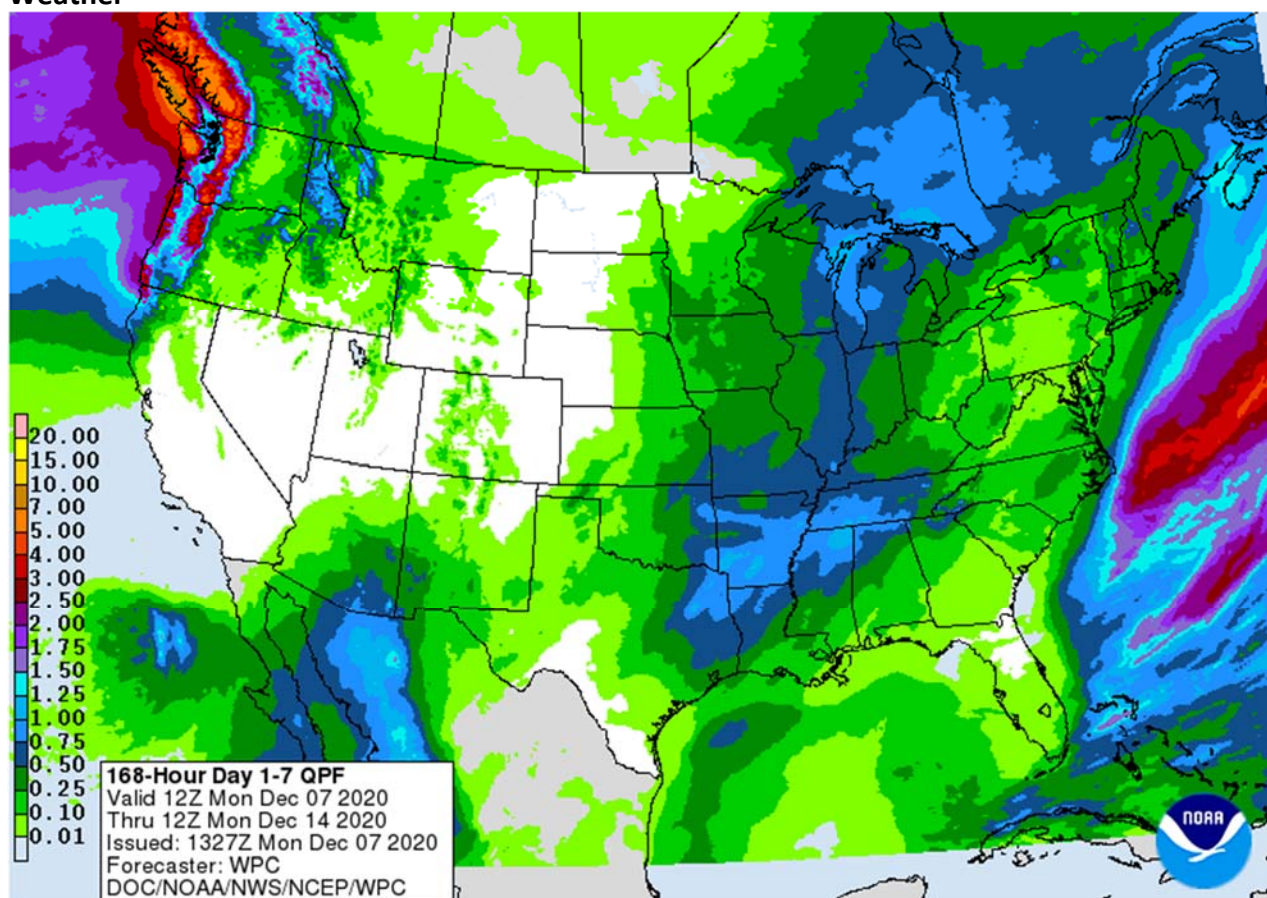 Weather
20.00
15.00
10.00
7.00
5.00
4.00
3.00
2.50
2.00
1.75
1.50
1.25
1.00
0.75
0.50
0.25
0.10
0.01
168-Hour Day 1-7 QPF
Valid 12Z Mon Dec 07 2020
Thru 12Z Mon Dec 14 2020
Issued: 1327Z Mon Dec 07 2020
Forecaster: WPC
DOC/NOAA/NWS/NCEP/WPC
NOAA